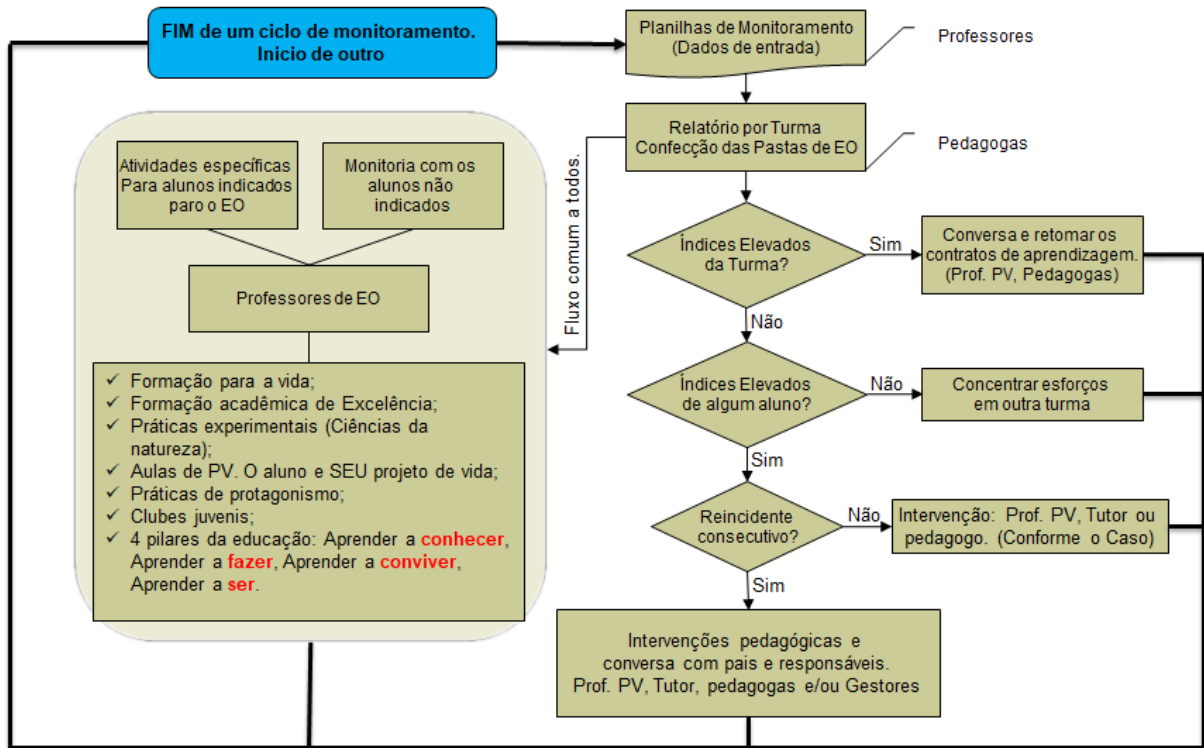 FIM de um ciclo de monitoramento.
Inicio de outro
Planilhas de Monitoramento
(Dados de entrada)
Professores
Relatório por Turma
Confecção das Pastas de EO
Pedagogas
Fluxo comum a todos.
Atividades específicas
Para alunos indicados
paro o EO
Monitoria com os
alunos não
indicados
Professores de EO
✓ Formação para a vida;
✓ Formação acadêmica de Excelência;
✓ Práticas experimentais (Ciências da
natureza);
✓ Aulas de PV. O aluno e SEU projeto de vida;
✓ Práticas de protagonismo;
✓ Clubes juvenis;
✓ 4 pilares da educação: Aprender a conhecer,
Aprender a fazer, Aprender a conviver,
Aprender a ser.
Índices Elevados
da Turma?
Sim
Conversa e retomar os
contratos de aprendizagem.
(Prof. PV, Pedagogas)
Não
Índices Elevados
de algum aluno?
Não
Concentrar esforços
em outra turma
Sim
Reincidente
consecutivo?
Não
Intervenção: Prof. PV, Tutor ou
pedagogo. (Conforme o Caso)
Sim
Intervenções pedagógicas e
conversa com pais e responsáveis.
Prof. PV, Tutor, pedagogas e/ou Gestores